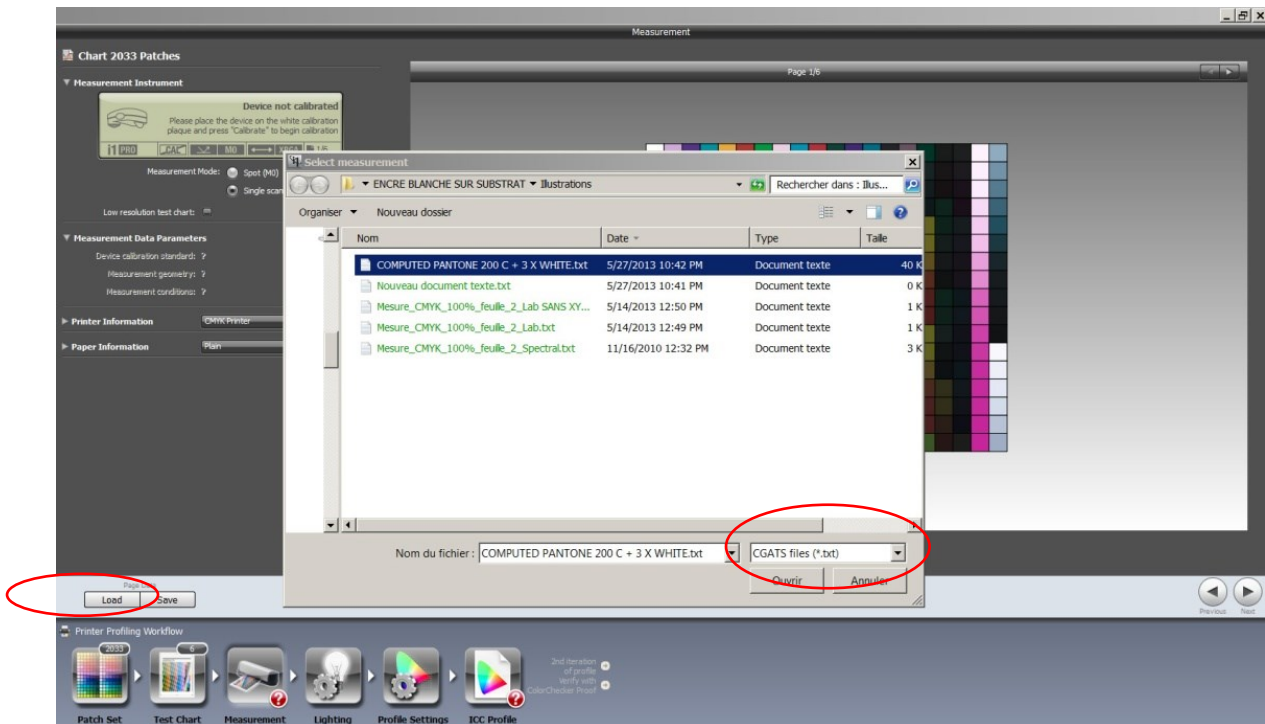 Measurement
Chart 2033 Patches
Page 1/6
Measurement Instrument
Device not calibrated
Please place the device on the white calibration
plaque and press "Calibrate" to begin calibration
i1 PRO
M0
1/6
Measurement Mode:
Spot (M0)
Single scan
Low resolution test chart:
Measurement Data Parameters
Device calibration standard: ?
Measurement geometry: ?
Measurement conditions: ?
Printer Information
CMYK Printer
Paper Information
Plain
Select measurement
ENCRE BLANCHE SUR SUBSTRAT
Illustrations
Rechercher dans : Illus...
Organiser
Nouveau dossier
Nom Date Type Taille
COMPUTED PANTONE 200 C + 3 X WHITE.txt 5/27/2013 10:42 PM Document texte 40 K
Nouveau document texte.txt 5/27/2013 10:41 PM Document texte 0 K
Mesure_CMYK_100%_feuille_2_Lab SANS XY... 5/14/2013 12:50 PM Document texte 1 K
Mesure_CMYK_100%_feuille_2_Lab.txt 5/14/2013 12:49 PM Document texte 1 K
Mesure_CMYK_100%_feuille_2_Spectral.txt 11/16/2010 12:32 PM Document texte 3 K
Nom du fichier : COMPUTED PANTONE 200 C + 3 X WHITE.txt
CGATS files (*.txt)
Ouvrir Annuler
Load Save
Previous Next
Printer Profiling Workflow
2033
6
2nd iteration
of profile
Verify with
ColorChecker Proof
Patch Set Test Chart Measurement Lighting Profile Settings ICC Profile